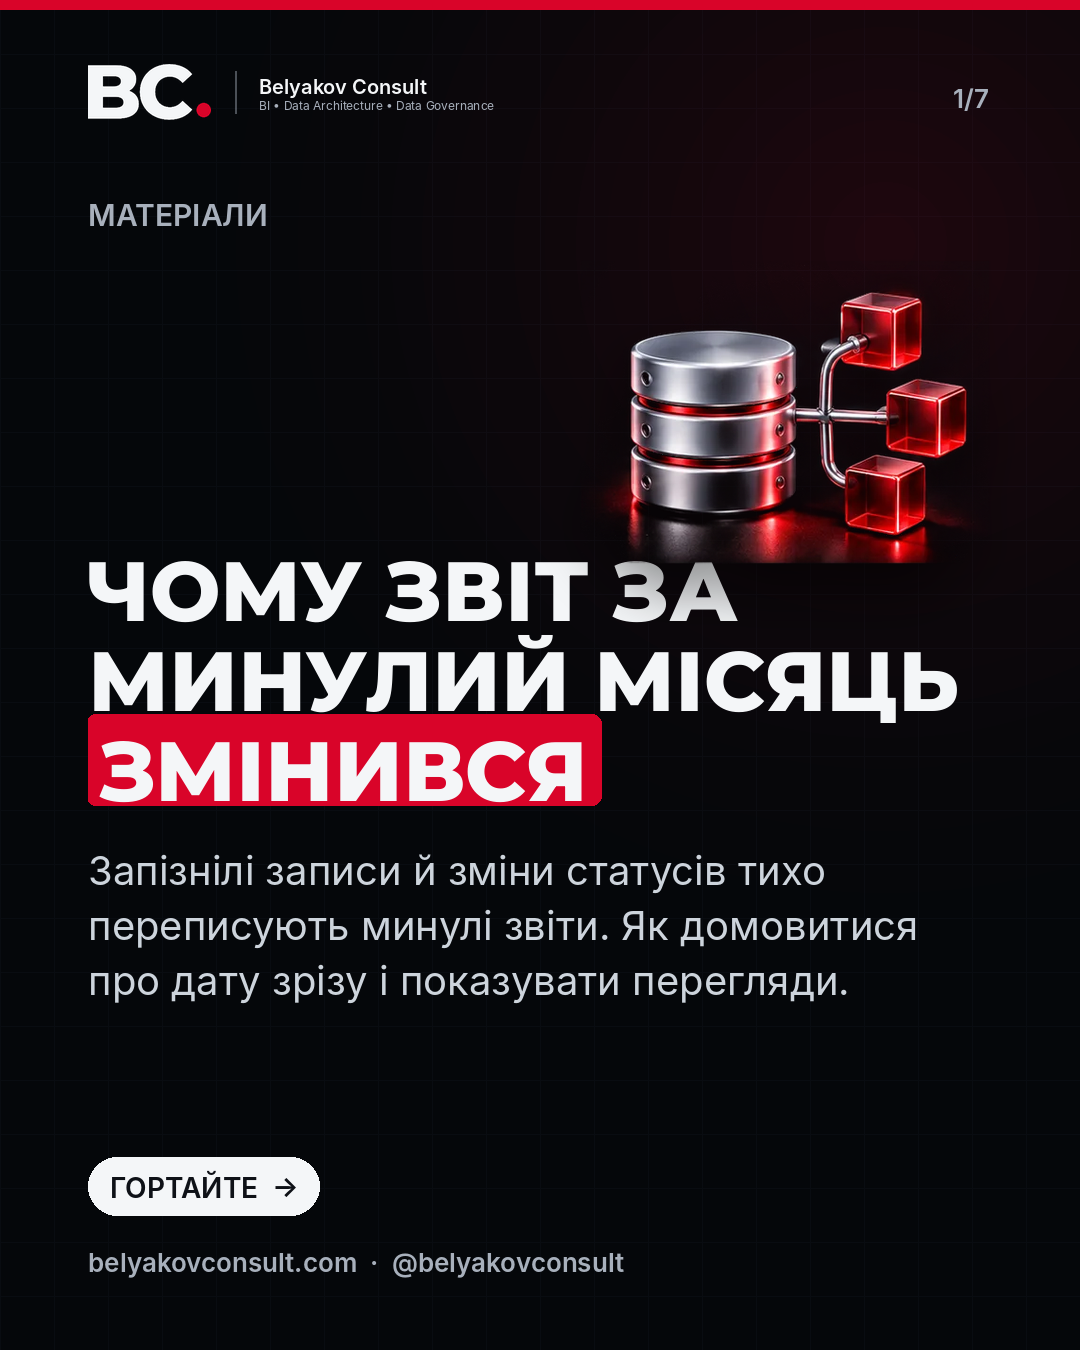 BC.
Belyakov Consult
BI • Data Architecture • Data Governance
1/7
МАТЕРІАЛИ
ЧОМУ ЗВІТ ЗА
МИНУЛИЙ МІСЯЦЬ
ЗМІНИВСЯ
Запізнілі записи й зміни статусів тихо
переписують минулі звіти. Як домовитися
про дату зрізу і показувати перегляди.
ГОРТАЙТЕ →
belyakovconsult.com · @belyakovconsult